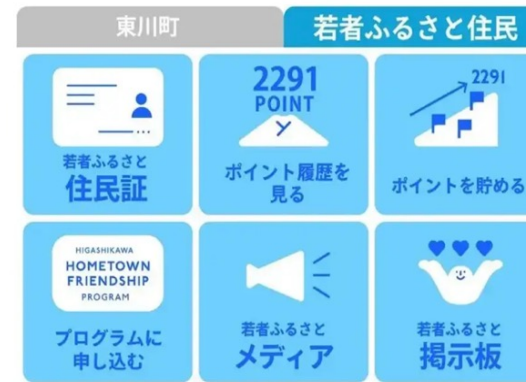 東川町
若者ふるさと住民
若者ふるさと
住民証
2291
POINT
ポイント履歴を
見る
2291
ポイントを貯める
HIGASHIKAWA
HOMETOWN
FRIENDSHIP
PROGRAM
プログラムに
申し込む
若者ふるさと
メディア
若者ふるさと
掲示板